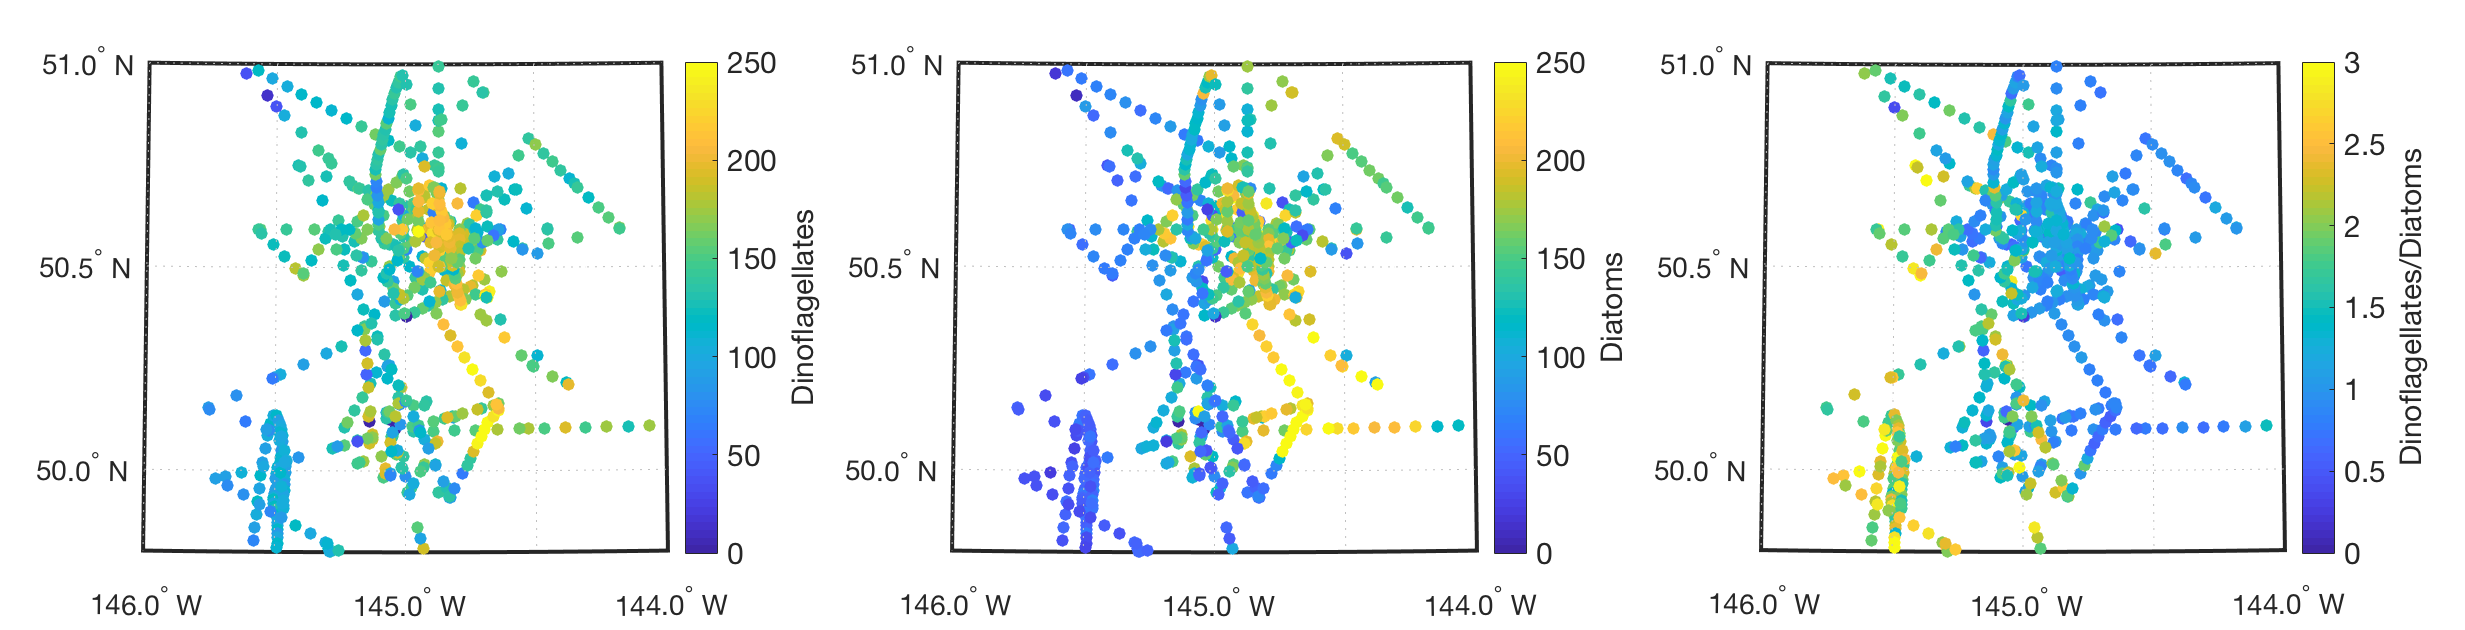 51.0° N
50.5° N
50.0° N
146.0° W
145.0° W
144.0° W
250
200
150
100
50
0
Dinoflagellates
51.0° N
50.5° N
50.0° N
146.0° W
145.0° W
144.0° W
250
200
150
100
50
0
Diatoms
51.0° N
50.5° N
50.0° N
146.0° W
145.0° W
144.0° W
3
2.5
2
1.5
1
0.5
0
Dinoflagellates/Diatoms